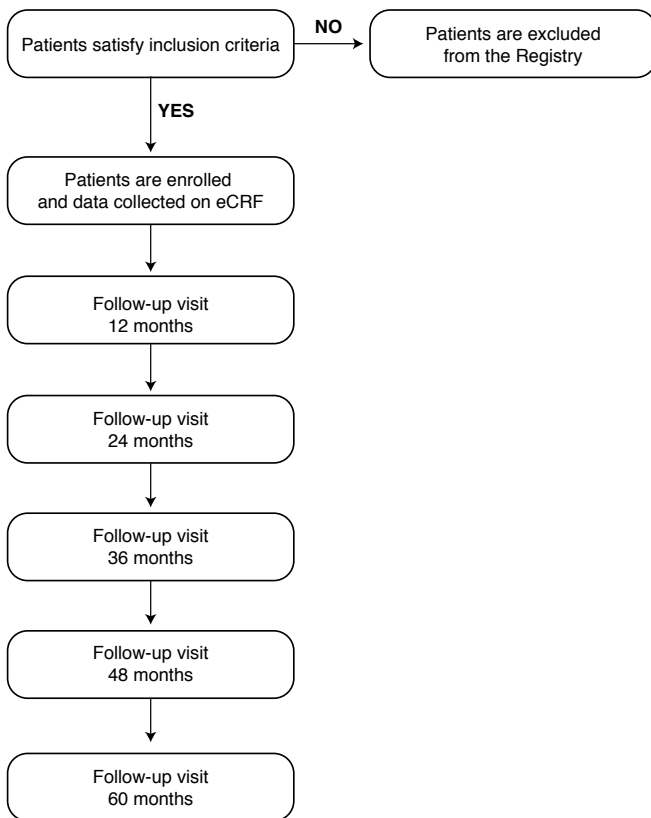 Patients satisfy inclusion criteria
NO
Patients are excluded
from the Registry
YES
Patients are enrolled
and data collected on eCRF
Follow-up visit
12 months
Follow-up visit
24 months
Follow-up visit
36 months
Follow-up visit
48 months
Follow-up visit
60 months